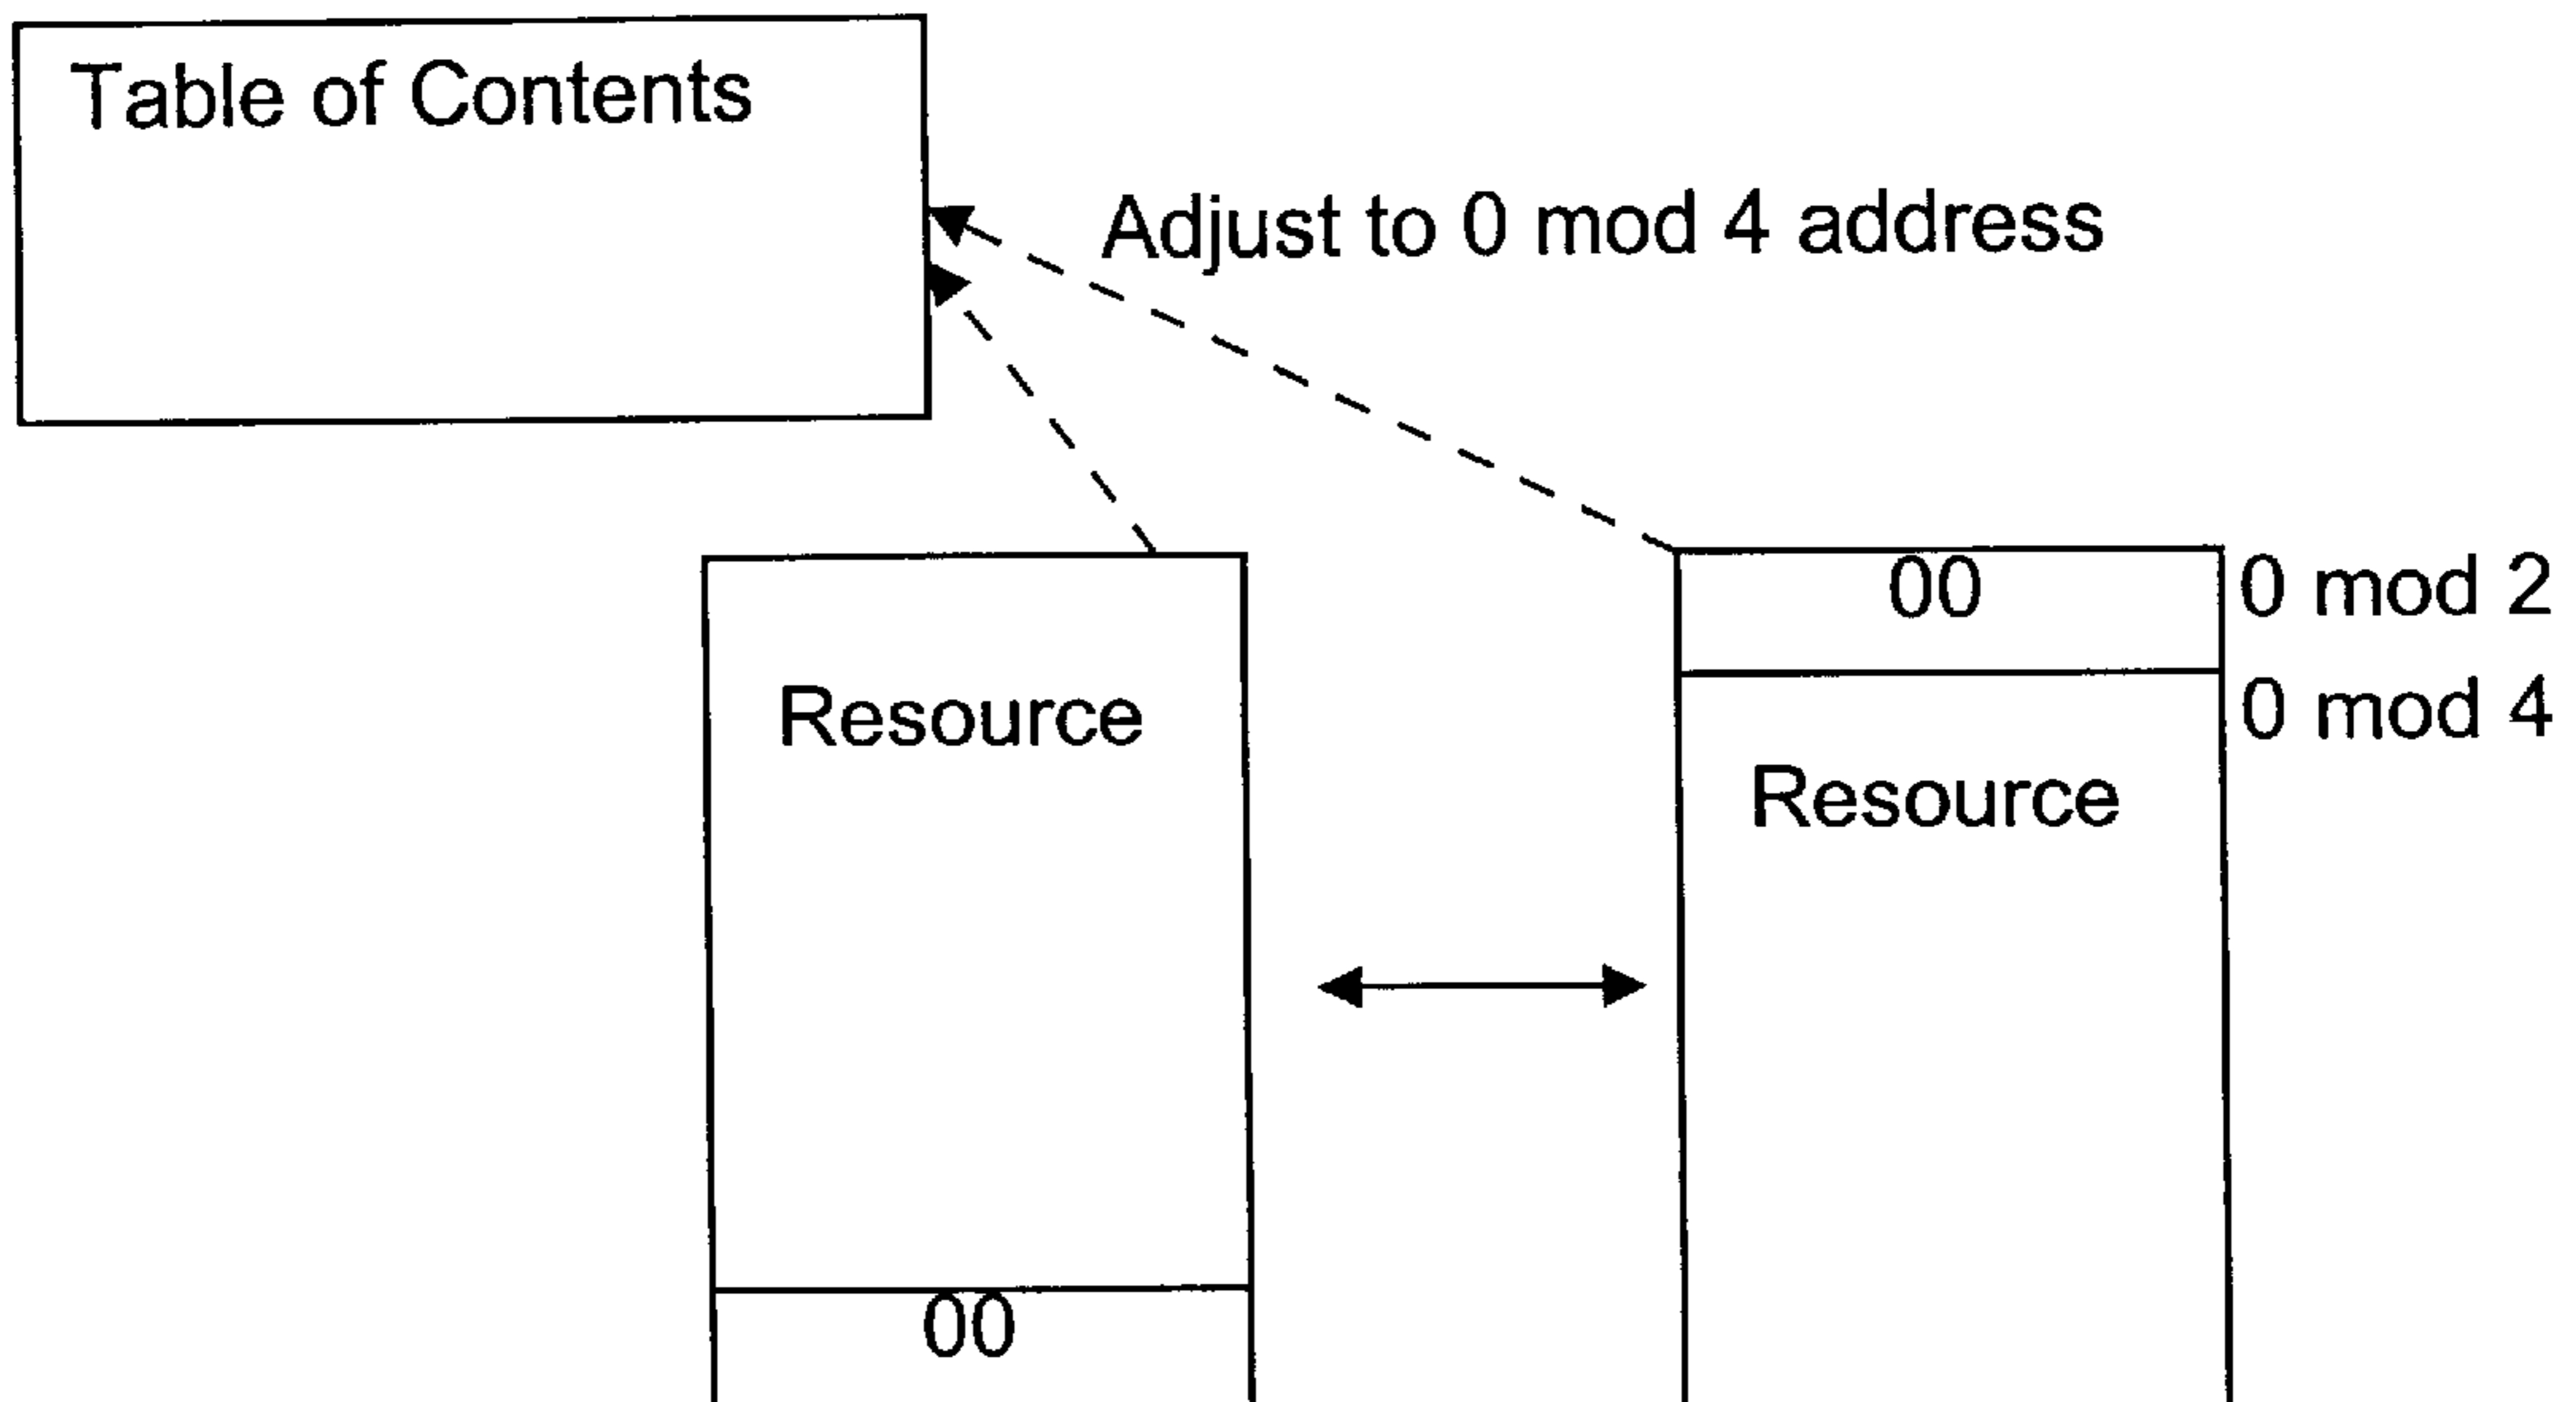 Table of Contents
Adjust to 0 mod 4 address
00
0 mod 2
Resource
0 mod 4
Resource
00